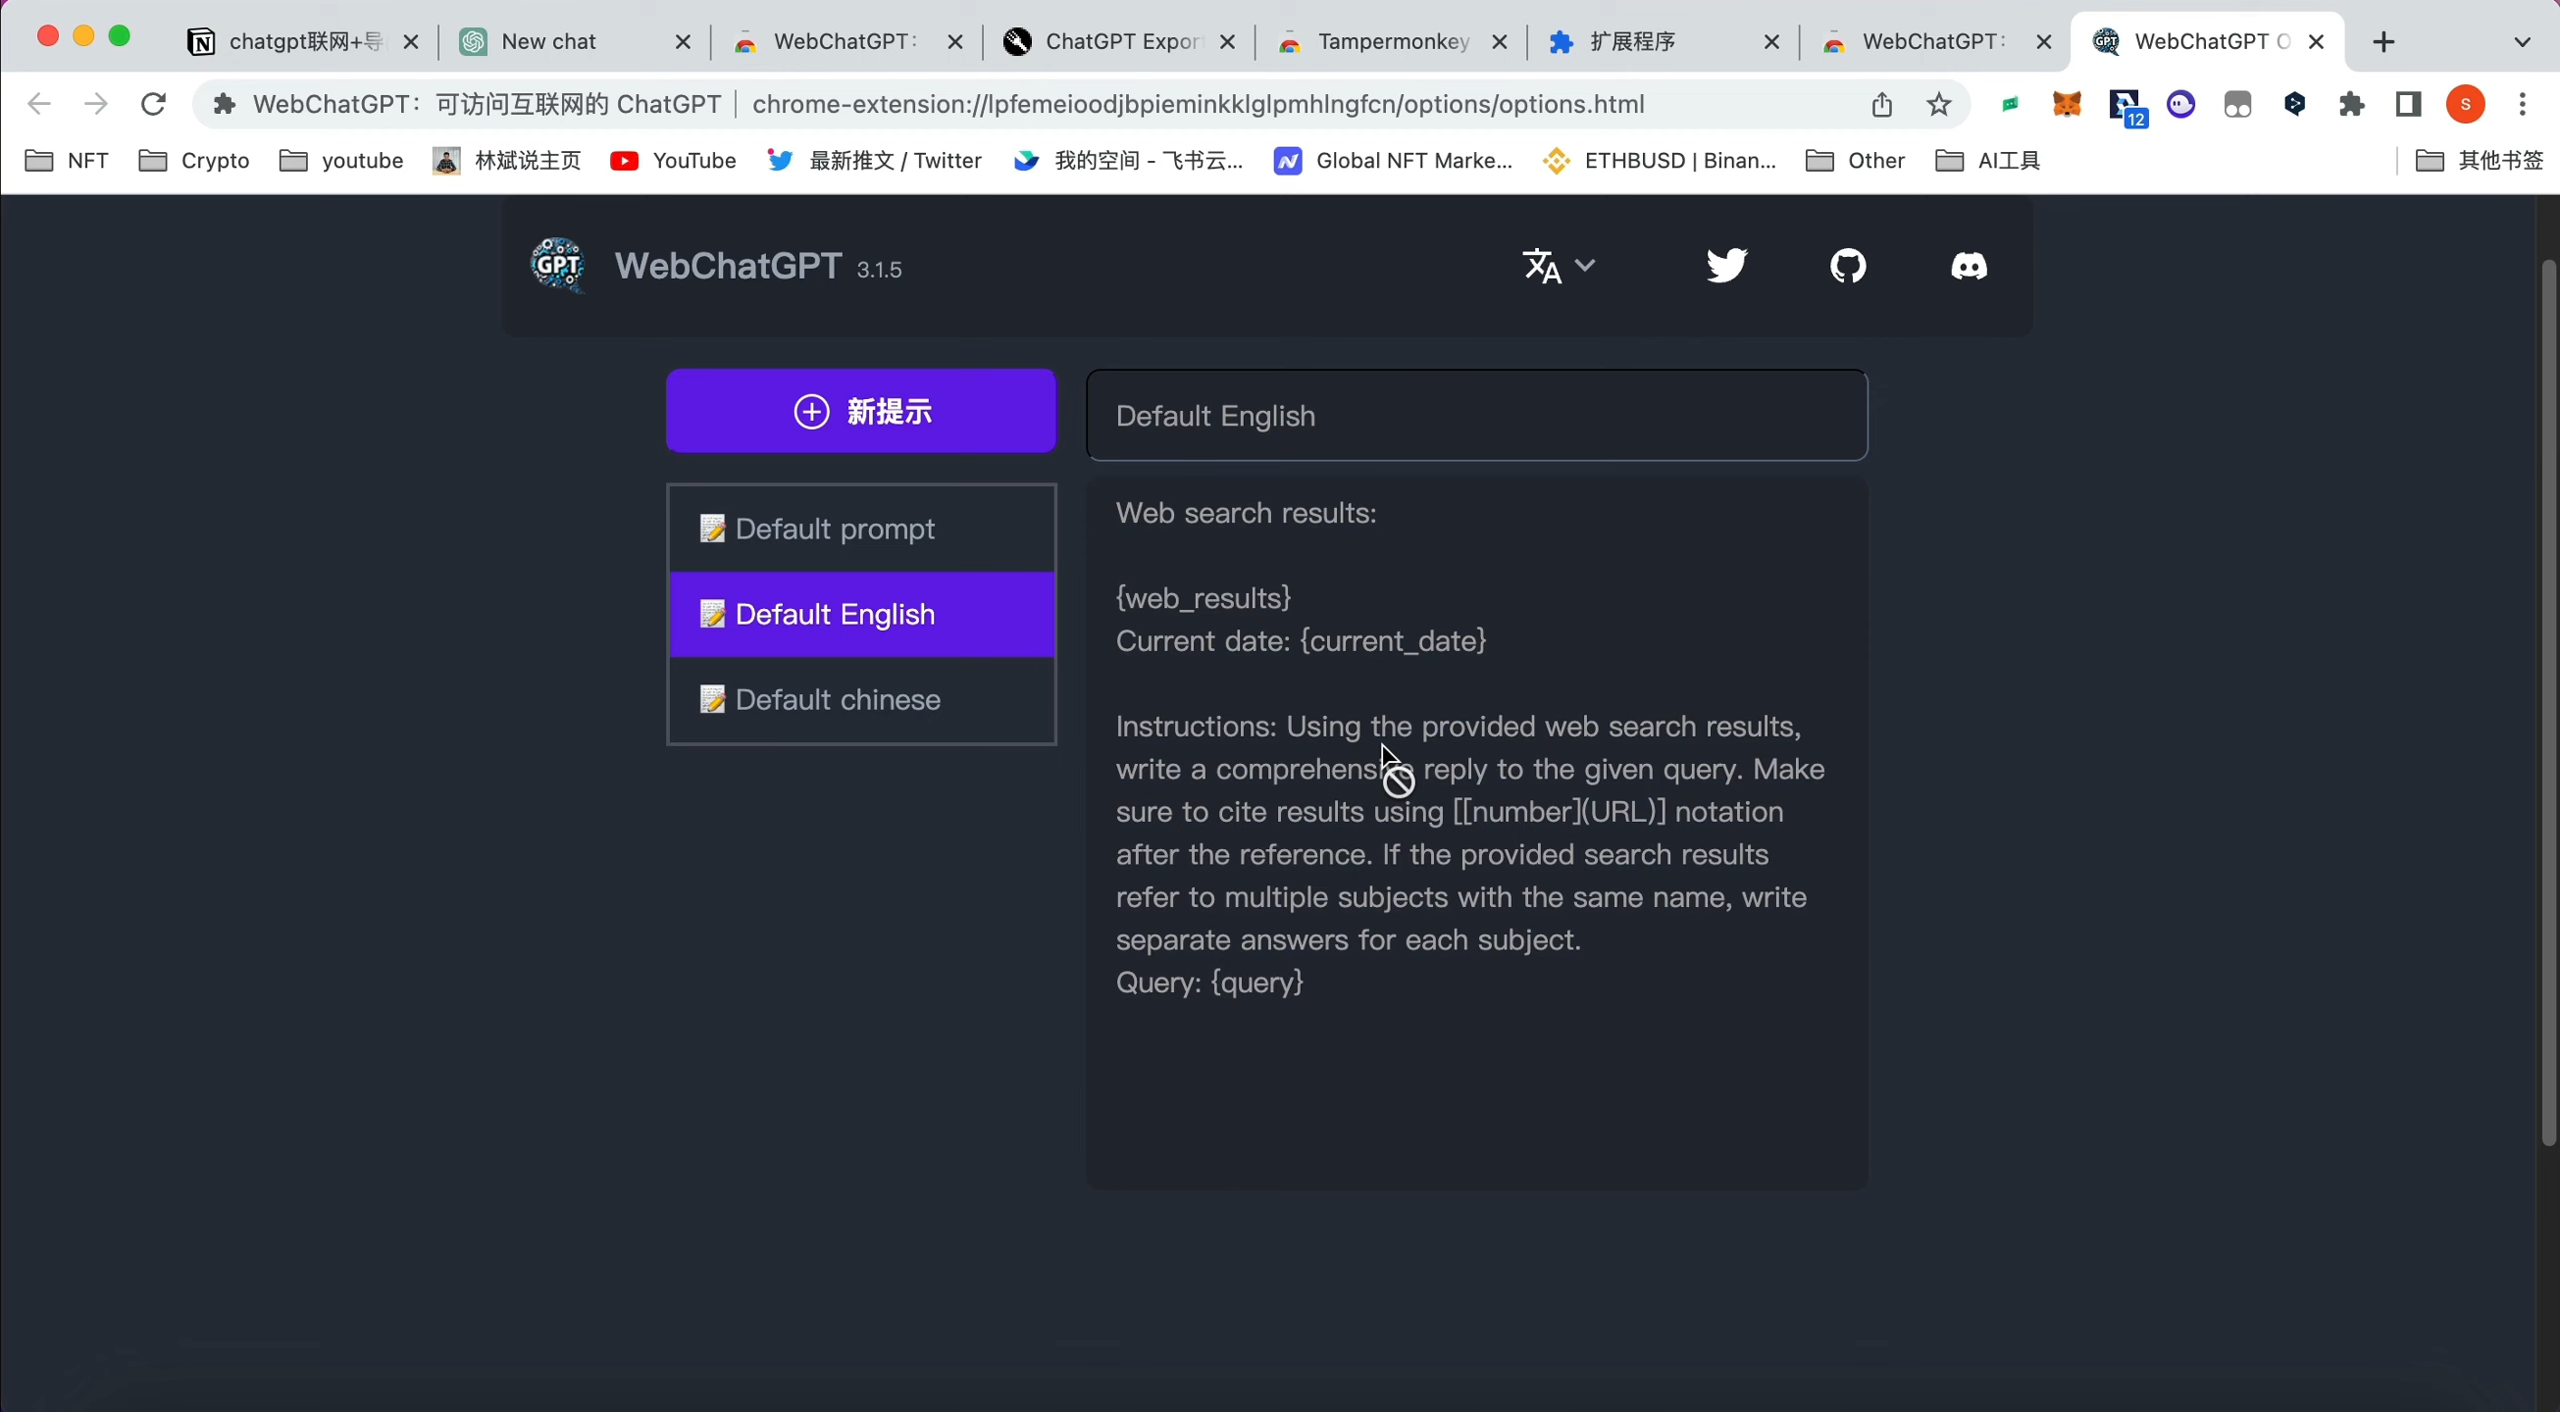 chatgpt联网+导
New chat
WebChatGPT:
ChatGPT Expor
Tampermonkey
扩展程序
WebChatGPT:
WebChatGPT O
WebChatGPT：可访问互联网的 ChatGPT | chrome-extension://lpfemeioodjbpieminkklglpmhlngfcn/options/options.html
12
S
NFT
Crypto
youtube
林斌说主页
YouTube
最新推文 / Twitter
我的空间 - 飞书云...
Global NFT Marke...
ETHBUSD | Binan...
Other
AI工具
其他书签
GPT
WebChatGPT 3.1.5
新提示
Default prompt
Default English
Default chinese
Default English
Web search results:
{web_results}
Current date: {current_date}
Instructions: Using the provided web search results,
write a comprehensive reply to the given query. Make
sure to cite results using [[number](URL)] notation
after the reference. If the provided search results
refer to multiple subjects with the same name, write
separate answers for each subject.
Query: {query}